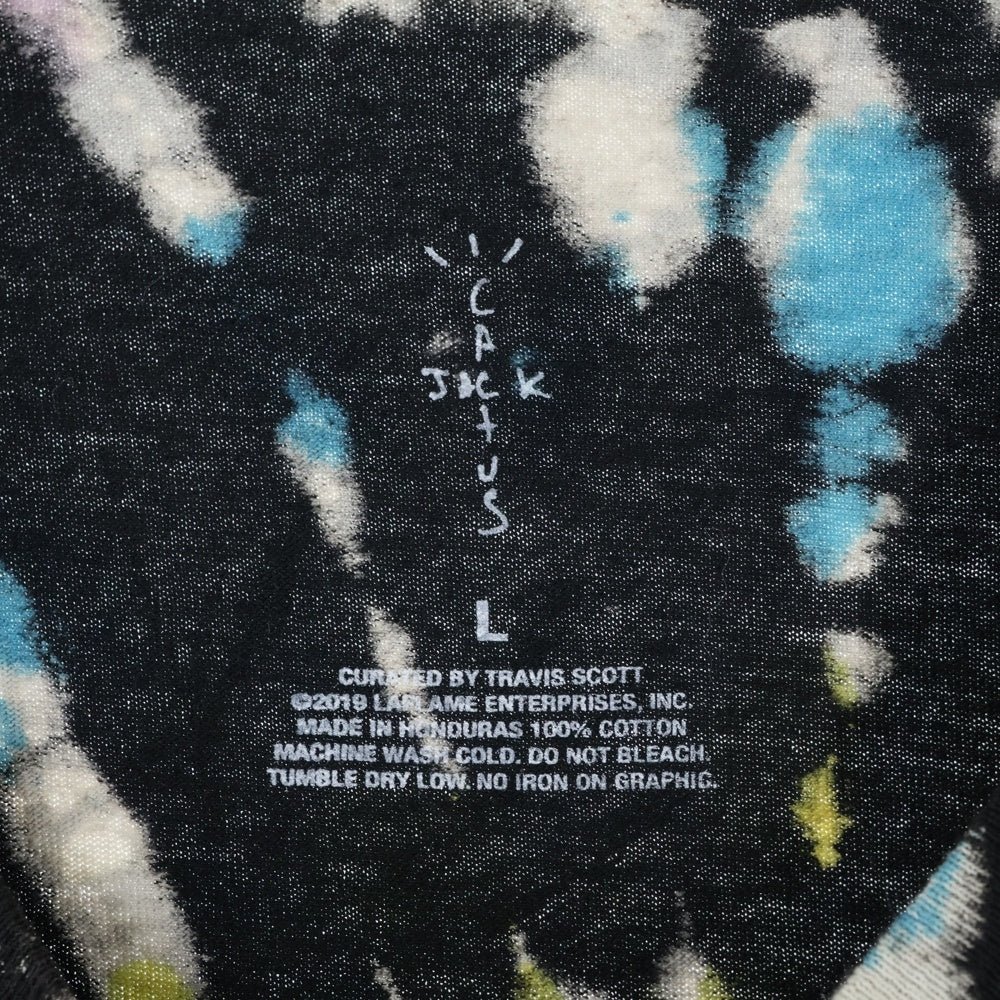 CACTUS
JACK
L
CURATED BY TRAVIS SCOTT
©2019 LAFLAME ENTERPRISES, INC.
MADE IN HONDURAS 100% COTTON
MACHINE WASH COLD. DO NOT BLEACH.
TUMBLE DRY LOW. NO IRON ON GRAPHIC.